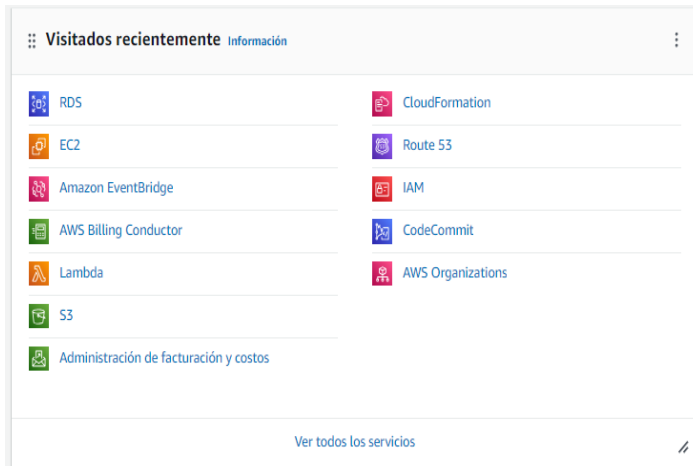 Visitados recientemente Información
RDS
EC2
Amazon EventBridge
AWS Billing Conductor
Lambda
S3
Administración de facturación y costos
CloudFormation
Route 53
IAM
CodeCommit
AWS Organizations
Ver todos los servicios